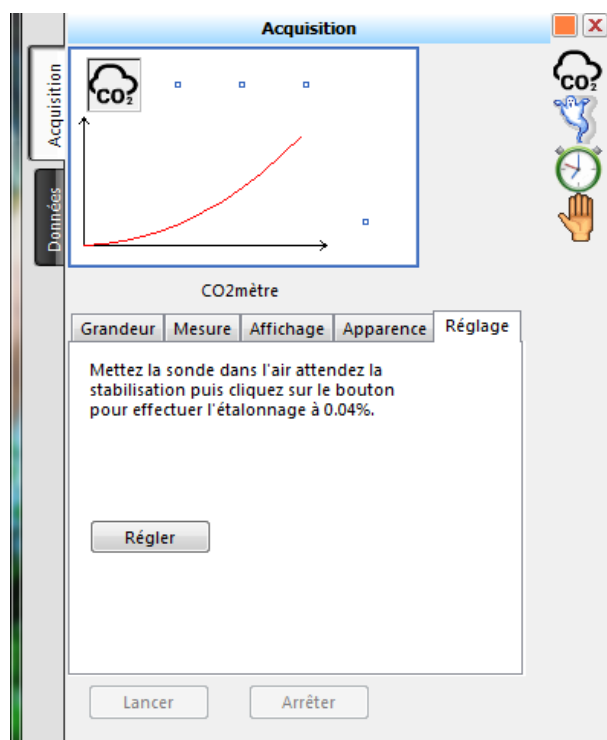 Acquisition
Acquisition
Données
CO2
CO2
CO2mètre
Grandeur Mesure Affichage Apparence Réglage
Mettez la sonde dans l'air attendez la
stabilisation puis cliquez sur le bouton
pour effectuer l'étalonnage à 0.04%.
Régler
Lancer Arrêter